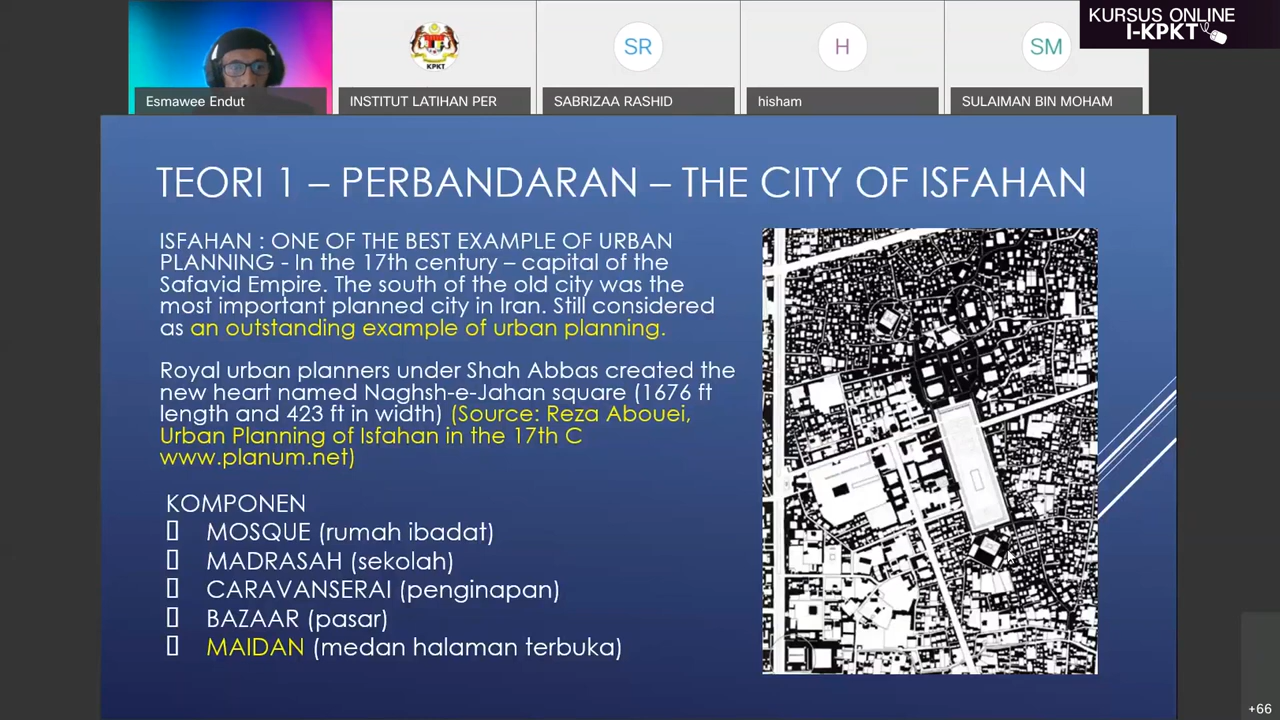 KURSUS ONLINE
I-KPKT
KPKT
SR
H
SM
Esmawee Endut
INSTITUT LATIHAN PER
SABRIZAA RASHID
hisham
SULAIMAN BIN MOHAM
TEORI 1 – PERBANDARAN – THE CITY OF ISFAHAN
ISFAHAN : ONE OF THE BEST EXAMPLE OF URBAN
PLANNING - In the 17th century – capital of the
Safavid Empire. The south of the old city was the
most important planned city in Iran. Still considered
as an outstanding example of urban planning.
Royal urban planners under Shah Abbas created the
new heart named Naghsh-e-Jahan square (1676 ft
length and 423 ft in width) (Source: Reza Abouei,
Urban Planning of Isfahan in the 17th C
www.planum.net)
KOMPONEN
MOSQUE (rumah ibadat)
MADRASAH (sekolah)
CARAVANSERAI (penginapan)
BAZAAR (pasar)
MAIDAN (medan halaman terbuka)
+66